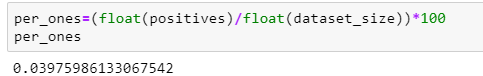 per_ones=(float(positives)/float(dataset_size))*100
per_ones
0.03975986133067542